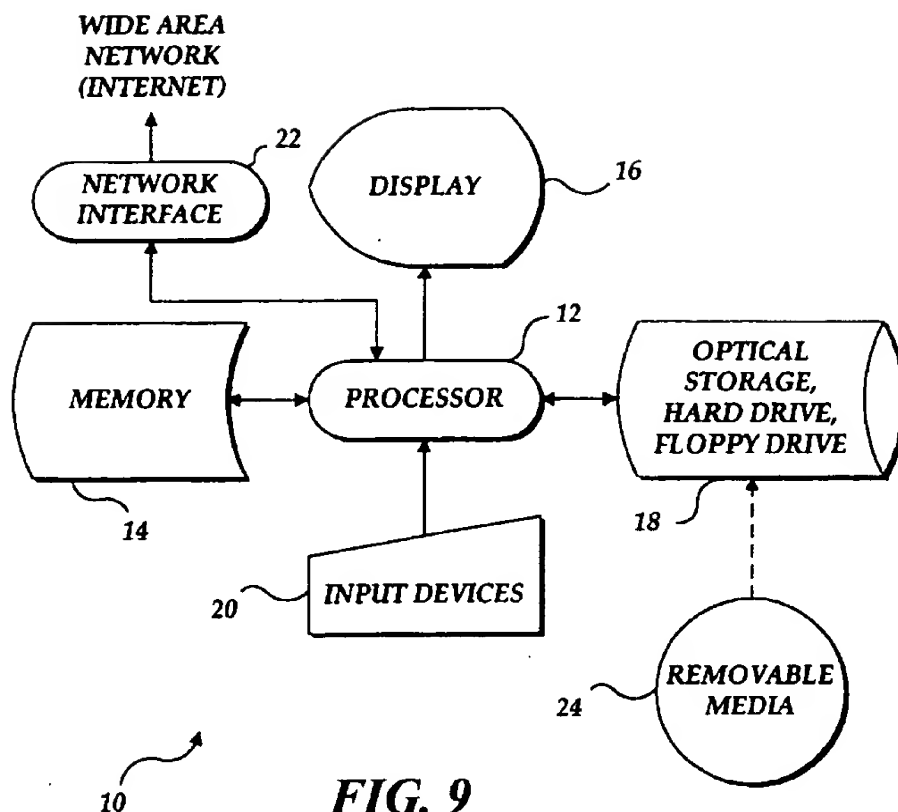 WIDE AREA
NETWORK
(INTERNET)
22
NETWORK
INTERFACE
DISPLAY
16
12
MEMORY
PROCESSOR
OPTICAL
STORAGE,
HARD DRIVE,
FLOPPY DRIVE
14
18
20
INPUT DEVICES
24
REMOVABLE
MEDIA
10
FIG. 9